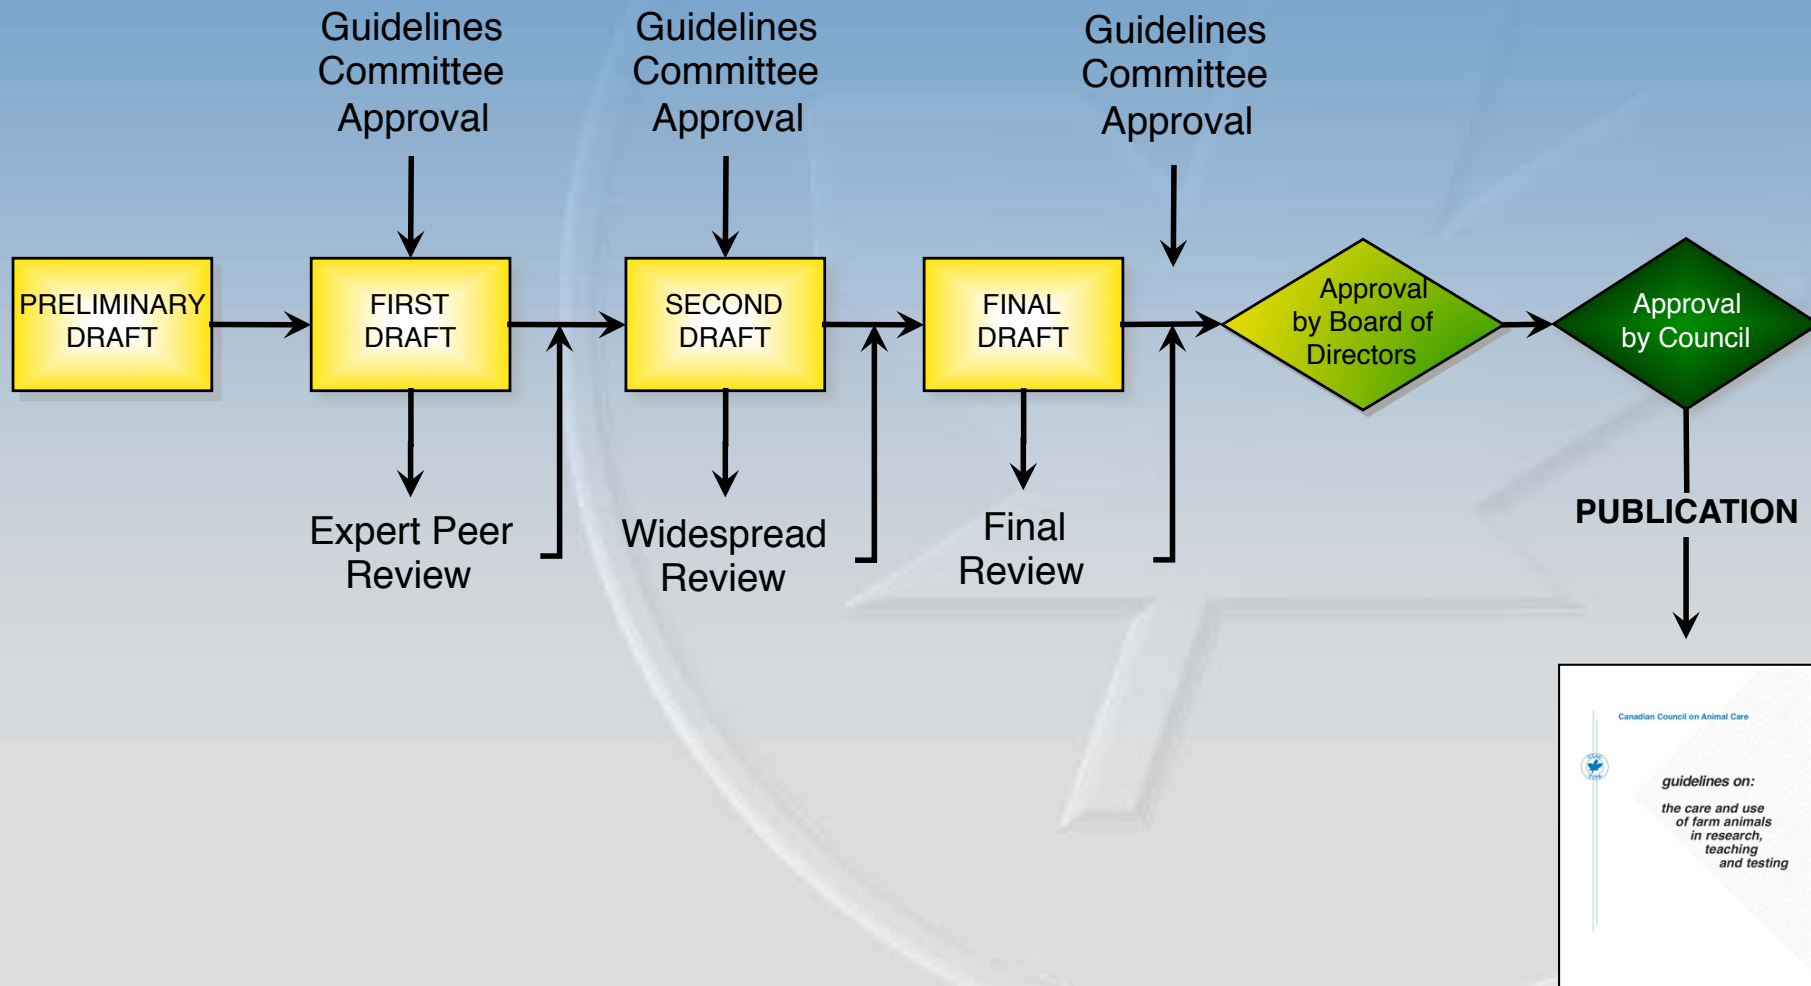 Guidelines
Committee
Approval
Guidelines
Committee
Approval
Guidelines
Committee
Approval
PRELIMINARY
DRAFT
FIRST
DRAFT
SECOND
DRAFT
FINAL
DRAFT
Approval
by Board of
Directors
Approval
by Council
Expert Peer
Review
Widespread
Review
Final
Review
PUBLICATION
Canadian Council on Animal Care
CCAC
CCPA
guidelines on:
the care and use
of farm animals
in research,
teaching
and testing